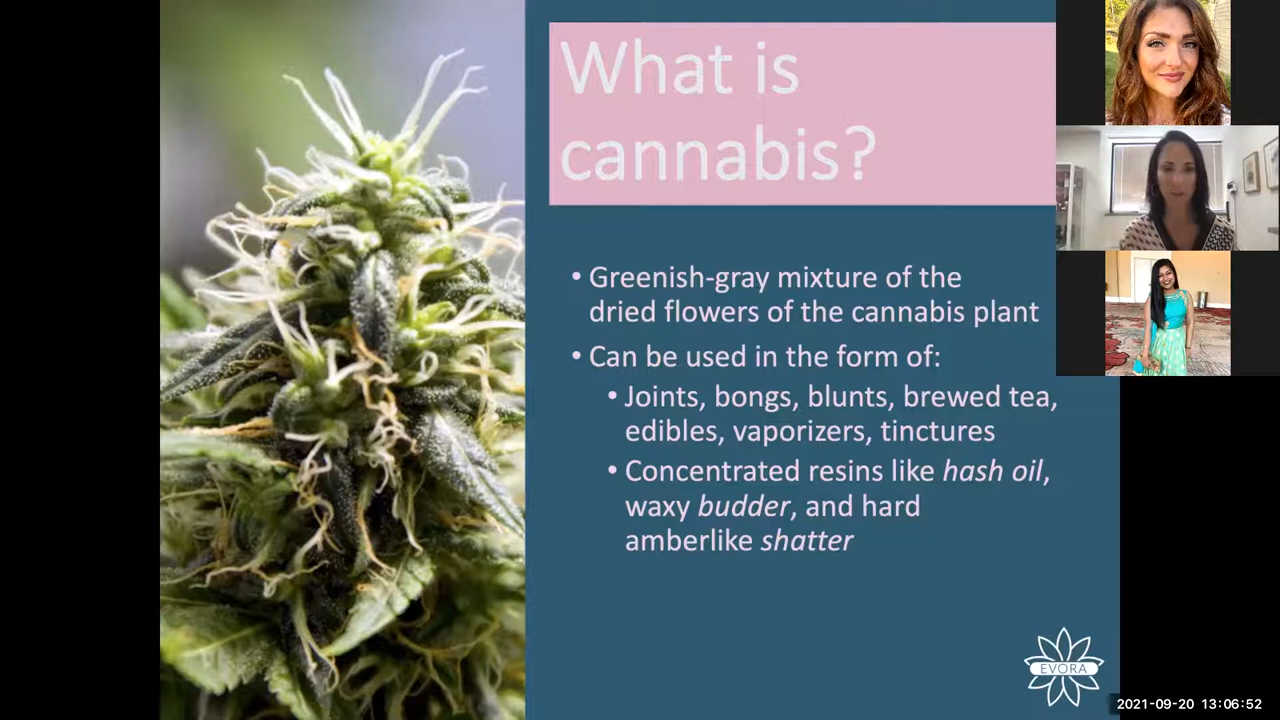 What is
cannabis?
• Greenish-gray mixture of the
dried flowers of the cannabis plant
• Can be used in the form of:
• Joints, bongs, blunts, brewed tea,
edibles, vaporizers, tinctures
• Concentrated resins like hash oil,
waxy budder, and hard
amberlike shatter
EVORA
2021-09-20 13:06:52